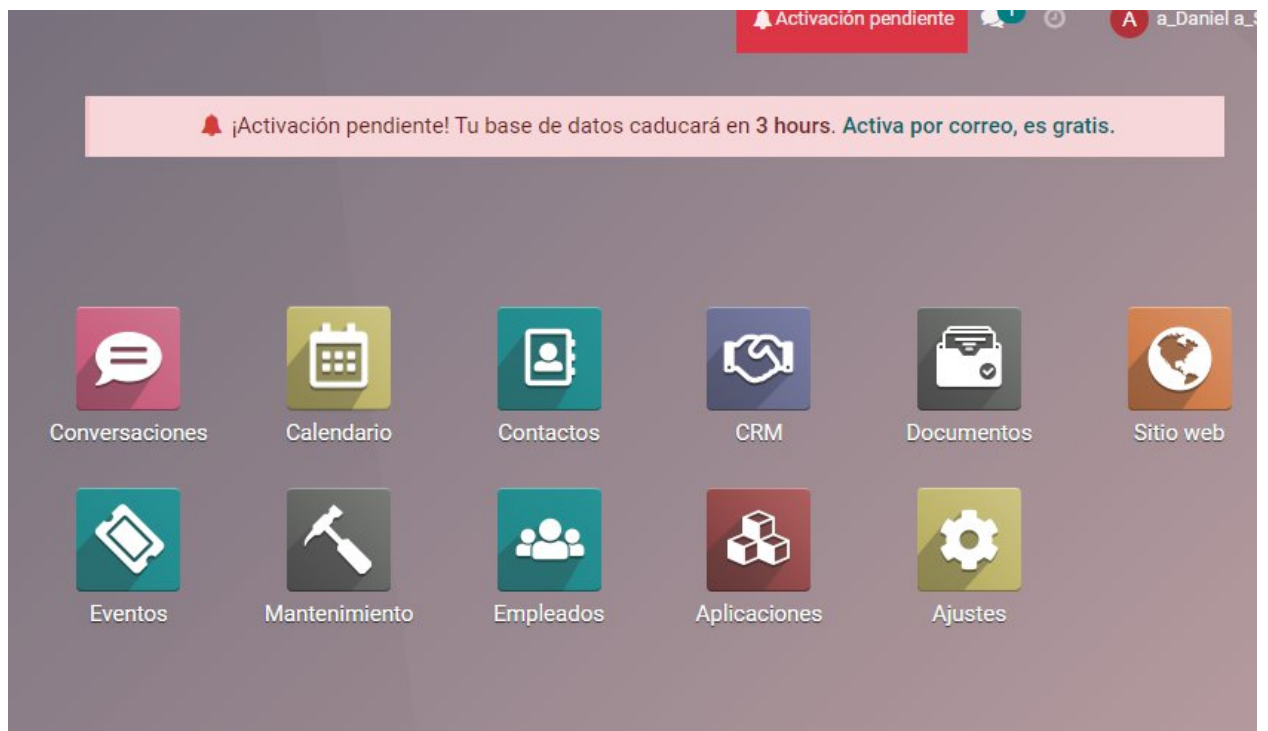 Activación pendiente
1
A a_Daniel
¡Activación pendiente! Tu base de datos caducará en 3 hours. Activa por correo, es gratis.
Conversaciones Calendario Contactos CRM Documentos Sitio web
Eventos Mantenimiento Empleados Aplicaciones Ajustes